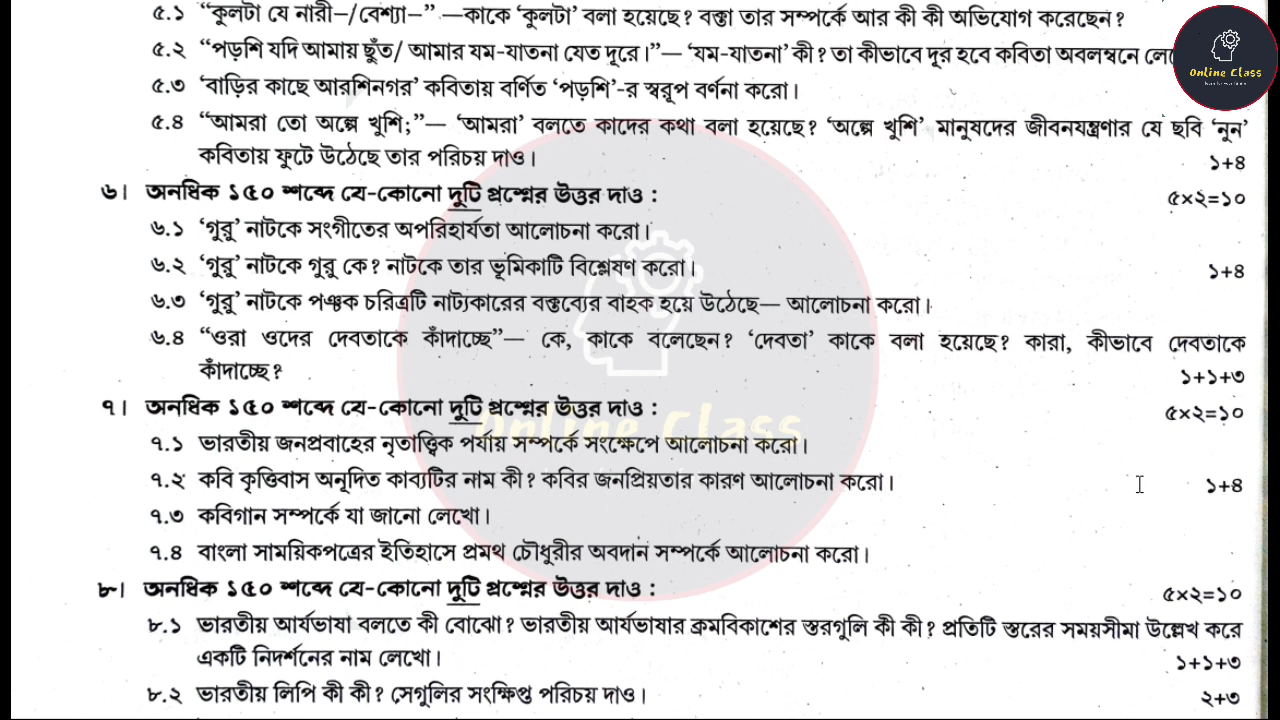 ৫.১ “কুলটা যে নারী–/বেশ্যা–” —কাকে ‘কুলটা’ বলা হয়েছে? বক্তা তার সম্পর্কে আর কী কী অভিযোগ করেছেন?
৫.২ “পড়শি যদি আমায় ছুঁত/ আমার যম-যাতনা যেত দূরে।”— ‘যম-যাতনা’ কী? তা কীভাবে দূর হবে কবিতা অবলম্বনে
৫.৩ ‘বাড়ির কাছে আরশিনগর’ কবিতায় বর্ণিত ‘পড়শি’-র স্বরূপ বর্ণনা করো।
৫.৪ “আমরা তো অল্পে খুশি;”— ‘আমরা’ বলতে কাদের কথা বলা হয়েছে? ‘অল্পে খুশি’ মানুষদের জীবনযন্ত্রণার যে ছবি ‘নুন’
কবিতায় ফুটে উঠেছে তার পরিচয় দাও। ১+৪
৬। অনধিক ১৫০ শব্দে যে-কোনো দুটি প্রশ্নের উত্তর দাও : ৫×২=১০
৬.১ ‘গুরু’ নাটকে সংগীতের অপরিহার্যতা আলোচনা করো।
৬.২ ‘গুরু’ নাটকে গুরু কে? নাটকে তার ভূমিকাটি বিশ্লেষণ করো। ১+৪
৬.৩ ‘গুরু’ নাটকে পঞ্চক চরিত্রটি নাট্যকারের বক্তব্যের বাহক হয়ে উঠেছে— আলোচনা করো।
৬.৪ “ওরা ওদের দেবতাকে কাঁদাচ্ছে”— কে, কাকে বলেছেন? ‘দেবতা’ কাকে বলা হয়েছে? কারা, কীভাবে দেবতাকে
কাঁদাচ্ছে? ১+১+৩
৭। অনধিক ১৫০ শব্দে যে-কোনো দুটি প্রশ্নের উত্তর দাও : ৫×২=১০
৭.১ ভারতীয় জনপ্রবাহের নৃতাত্ত্বিক পর্যায় সম্পর্কে সংক্ষেপে আলোচনা করো।
৭.২ কবি কৃত্তিবাস অনূদিত কাব্যটির নাম কী? কবির জনপ্রিয়তার কারণ আলোচনা করো। ১+৪
৭.৩ কবিগান সম্পর্কে যা জানো লেখো।
৭.৪ বাংলা সাময়িকপত্রের ইতিহাসে প্রমথ চৌধুরীর অবদান সম্পর্কে আলোচনা করো।
৮। অনধিক ১৫০ শব্দে যে-কোনো দুটি প্রশ্নের উত্তর দাও : ৫×২=১০
৮.১ ভারতীয় আর্যভাষা বলতে কী বোঝো? ভারতীয় আর্যভাষার ক্রমবিকাশের স্তরগুলি কী কী? প্রতিটি স্তরের সময়সীমা উল্লেখ করে
একটি নিদর্শনের নাম লেখো। ১+১+৩
৮.২ ভারতীয় লিপি কী কী? সেগুলির সংক্ষিপ্ত পরিচয় দাও। ২+৩
Online Class
Online Class